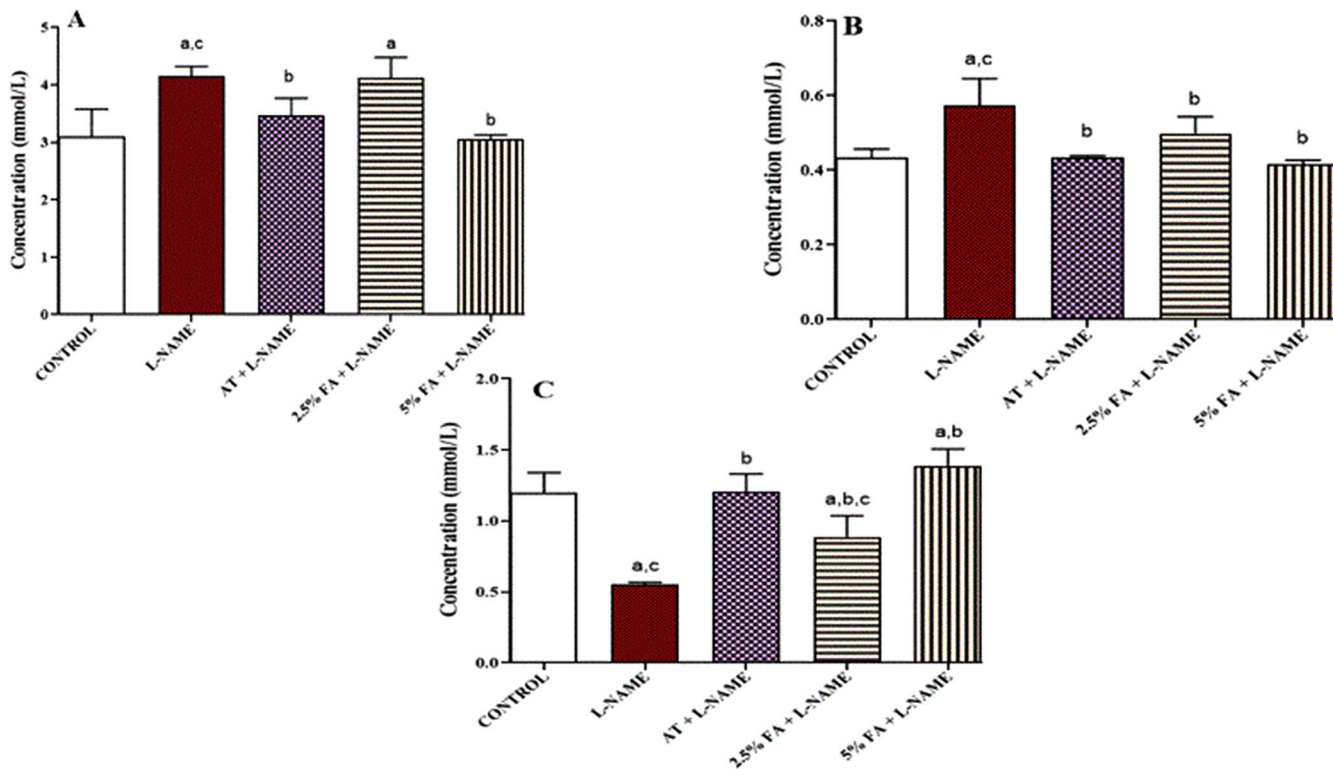 A
Concentration (mmol/L)
5
4
3
2
1
0
a,c
b
a
b
CONTROL
L-NAME
AT + L-NAME
2.5% FA + L-NAME
5% FA + L-NAME
B
Concentration (mmol/L)
0.8
0.6
0.4
0.2
0.0
a,c
b
b
b
CONTROL
L-NAME
AT + L-NAME
2.5% FA + L-NAME
5% FA + L-NAME
C
Concentration (mmol/L)
2.0
1.5
1.0
0.5
0.0
a,c
b
a,b,c
a,b
CONTROL
L-NAME
AT + L-NAME
2.5% FA + L-NAME
5% FA + L-NAME